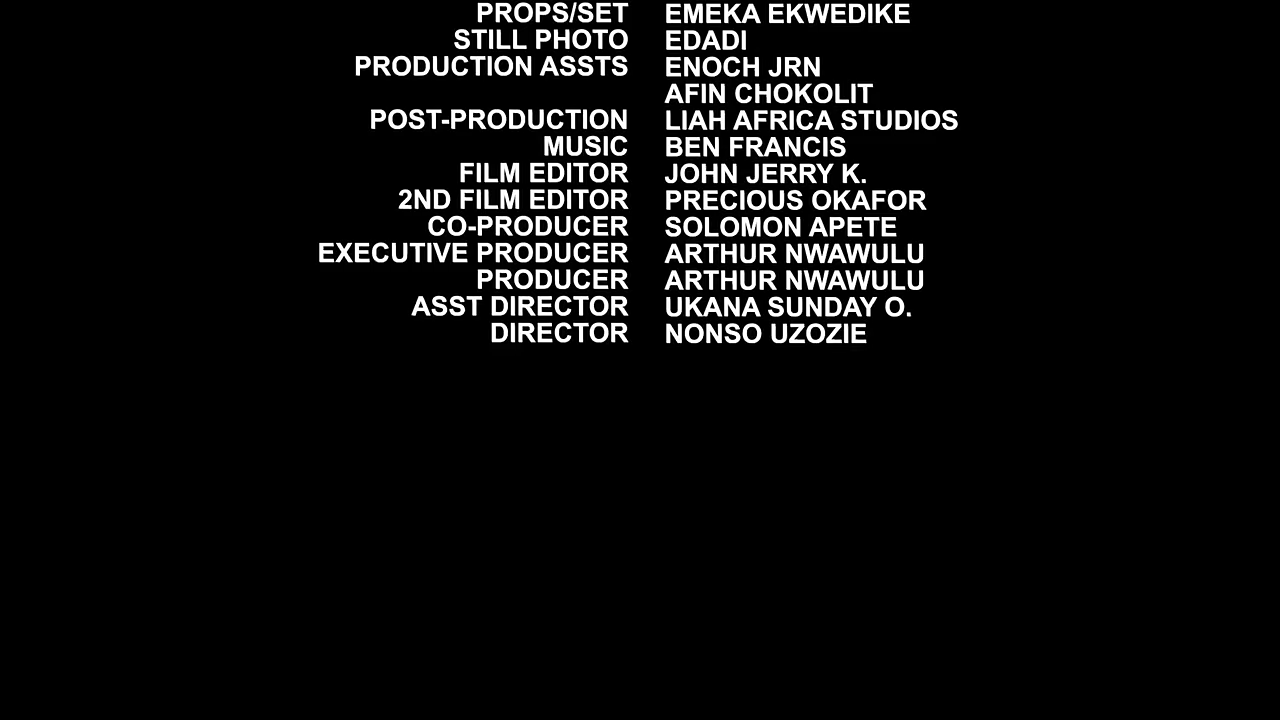 PROPS/SET EMEKA EKWEDIKE
STILL PHOTO EDADI
PRODUCTION ASSTS ENOCH JRN
AFIN CHOKOLIT
POST-PRODUCTION LIAH AFRICA STUDIOS
MUSIC BEN FRANCIS
FILM EDITOR JOHN JERRY K.
2ND FILM EDITOR PRECIOUS OKAFOR
CO-PRODUCER SOLOMON APETE
EXECUTIVE PRODUCER ARTHUR NWAWULU
PRODUCER ARTHUR NWAWULU
ASST DIRECTOR UKANA SUNDAY O.
DIRECTOR NONSO UZOZIE